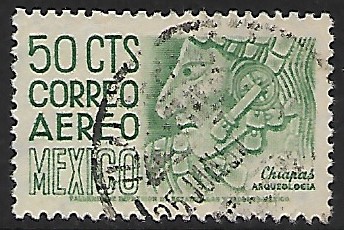 50 CTS
CORREO
AEREO
MEXICO
Chiapas
ARQUEOLOGIA